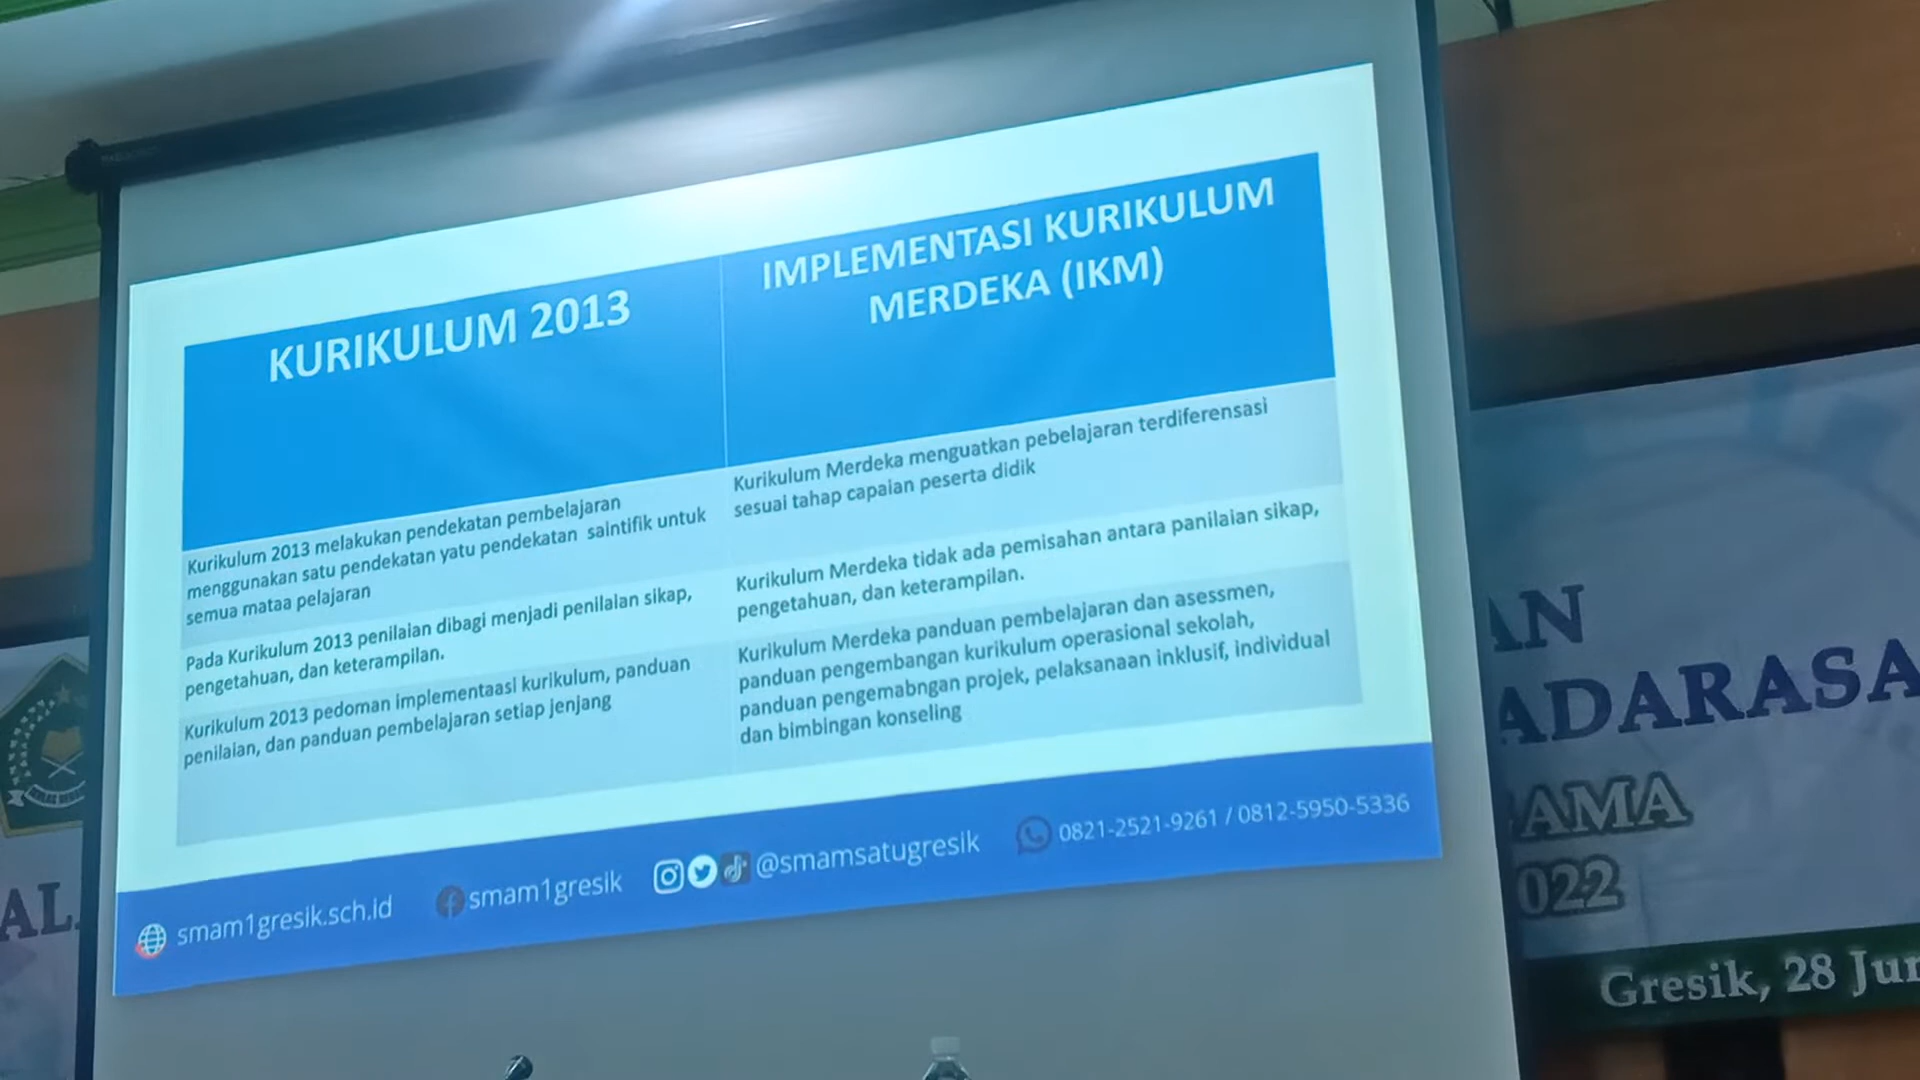 KURIKULUM 2013
IMPLEMENTASI KURIKULUM
MERDEKA (IKM)
Kurikulum 2013 melakukan pendekatan pembelajaran
menggunakan satu pendekatan yatu pendekatan saintifik untuk
semua mataa pelajaran
Kurikulum Merdeka menguatkan pebelajaran terdiferensasi
sesuai tahap capaian peserta didik
Pada Kurikulum 2013 penilaian dibagi menjadi penilaian sikap,
pengetahuan, dan keterampilan.
Kurikulum Merdeka tidak ada pemisahan antara panilaian sikap,
pengetahuan, dan keterampilan.
Kurikulum 2013 pedoman implementaasi kurikulum, panduan
penilaian, dan panduan pembelajaran setiap jenjang
Kurikulum Merdeka panduan pembelajaran dan asessmen,
panduan pengembangan kurikulum operasional sekolah,
panduan pengemabngan projek, pelaksanaan inklusif, individual
dan bimbingan konseling
smam1gresik.sch.id
smam1gresik
@smamsatugresik
0821-2521-9261 / 0812-5950-5336
AL
AN
ADARASA
AMA
022
Gresik, 28 Jun